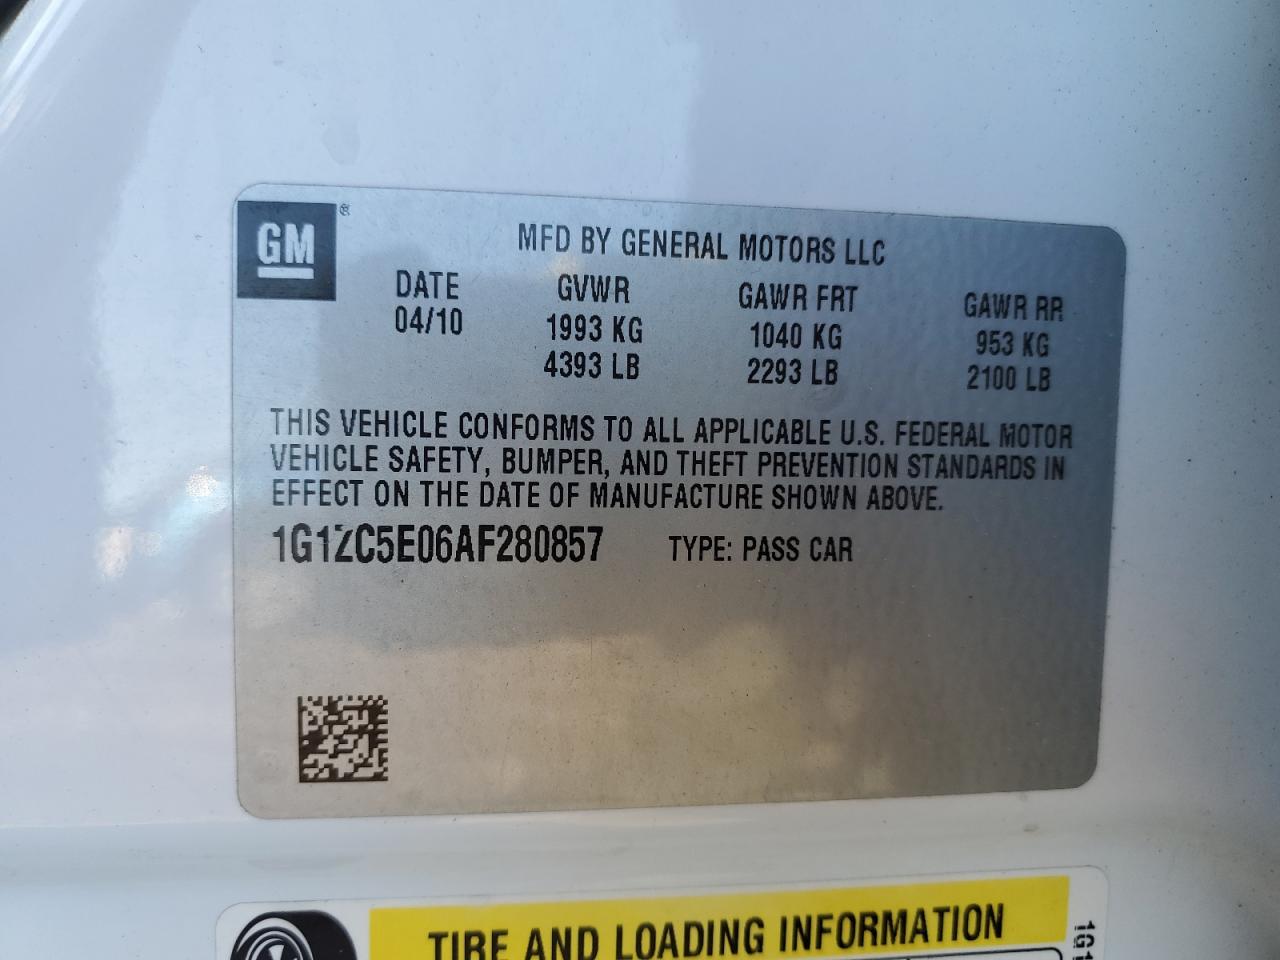 GM®
MFD BY GENERAL MOTORS LLC
DATE GVWR GAWR FRT GAWR RR
04/10 1993 KG 1040 KG 953 KG
4393 LB 2293 LB 2100 LB
THIS VEHICLE CONFORMS TO ALL APPLICABLE U.S. FEDERAL MOTOR
VEHICLE SAFETY, BUMPER, AND THEFT PREVENTION STANDARDS IN
EFFECT ON THE DATE OF MANUFACTURE SHOWN ABOVE.
1G1ZC5E06AF280857 TYPE: PASS CAR
TIRE AND LOADING INFORMATION